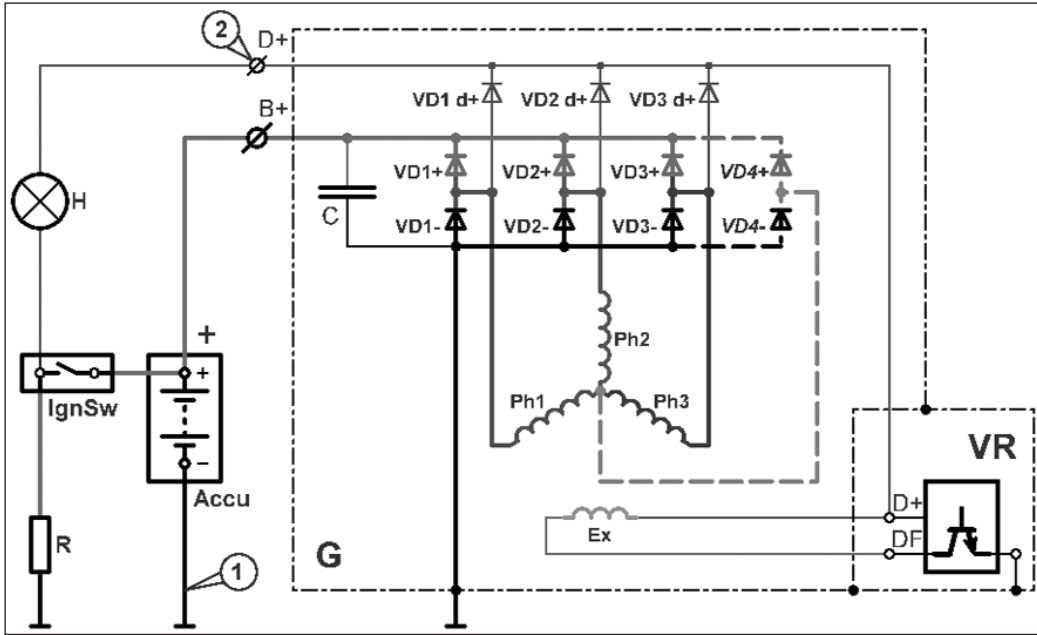 2 D+
VD1 d+ VD2 d+ VD3 d+
B+
VD1+ VD2+ VD3+ VD4+
H
C VD1- VD2- VD3- VD4-
+
Ph2
+
IgnSw
Ph1 Ph3
VR
−
Accu
D+
Ex
R
G
DF
1